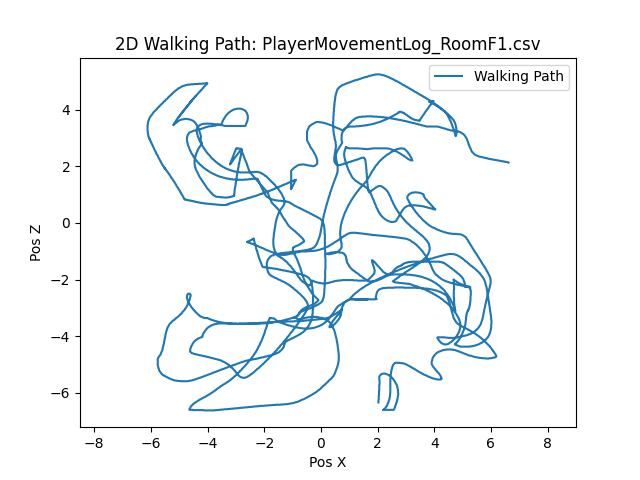 2D Walking Path: PlayerMovementLog_RoomF1.csv
Walking Path
Pos Z
4
2
0
−2
−4
−6
−8 −6 −4 −2 0 2 4 6 8
Pos X